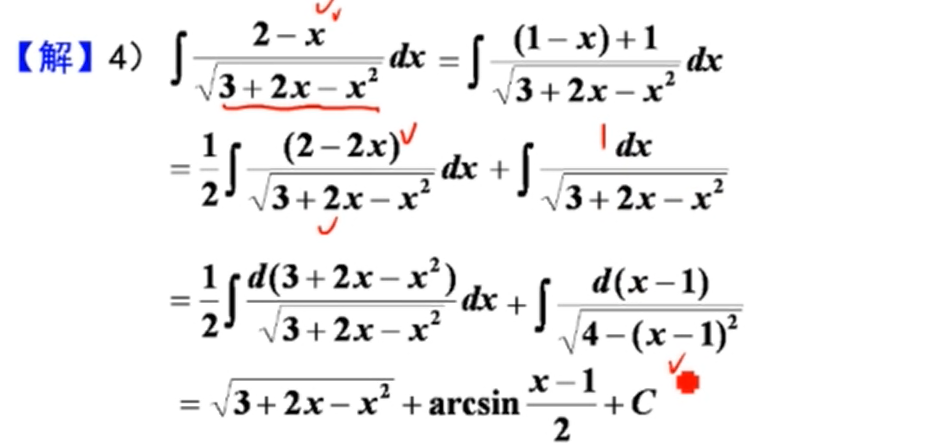 【解】4) ∫ (2 − x)/√(3 + 2x − x²) dx = ∫ ((1 − x) + 1)/√(3 + 2x − x²) dx
= 1/2 ∫ (2 − 2x)/√(3 + 2x − x²) dx + ∫ dx/√(3 + 2x − x²)
= 1/2 ∫ d(3 + 2x − x²)/√(3 + 2x − x²) dx + ∫ d(x − 1)/√(4 − (x − 1)²)
= √(3 + 2x − x²) + arcsin (x − 1)/2 + C